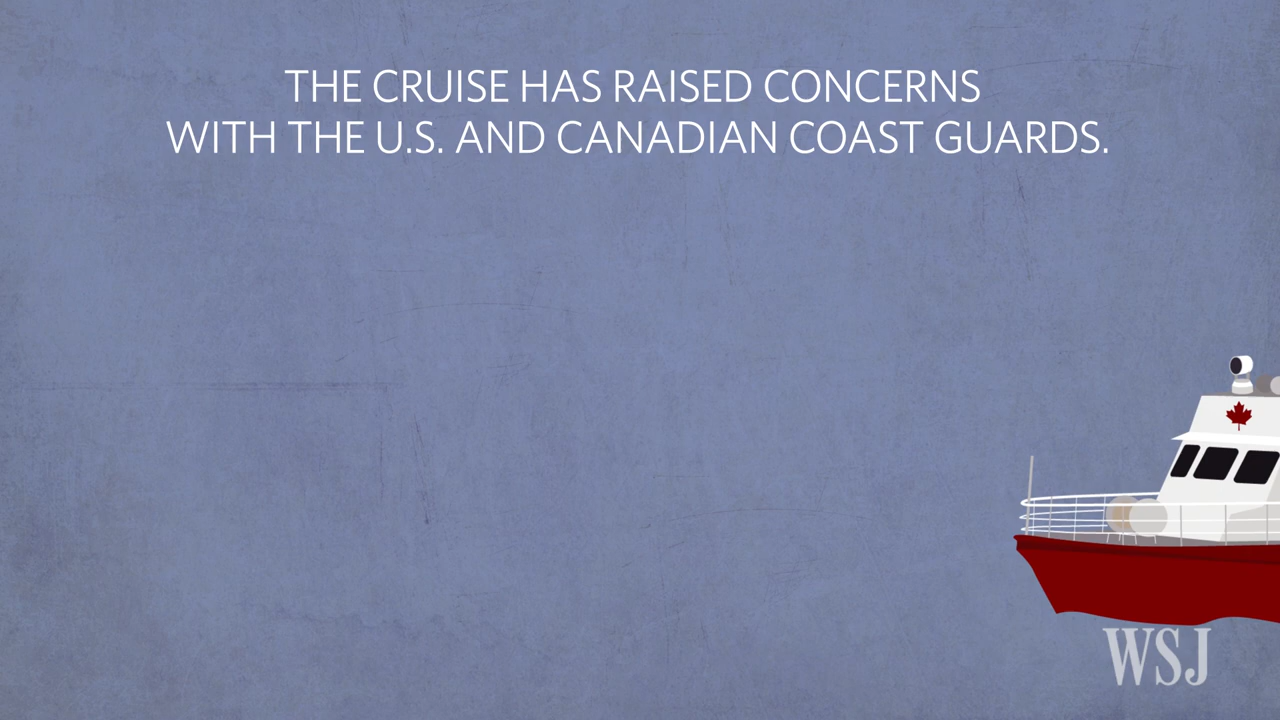 THE CRUISE HAS RAISED CONCERNS
WITH THE U.S. AND CANADIAN COAST GUARDS.
WSJ